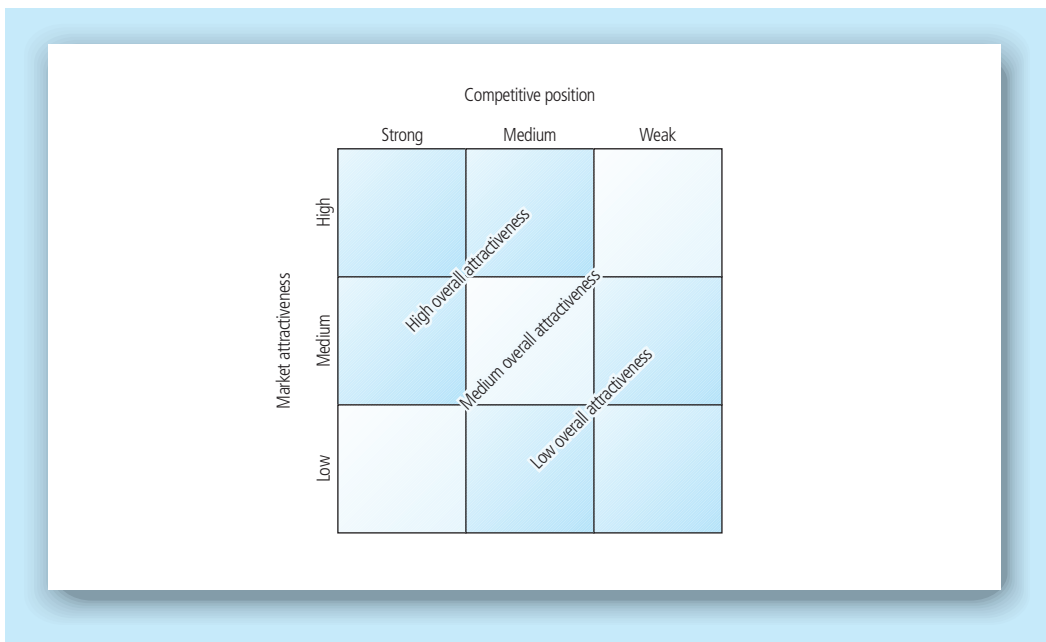 Competitive position
Strong Medium Weak
Market attractiveness
High
Medium
Low
High overall attractiveness
Medium overall attractiveness
Low overall attractiveness